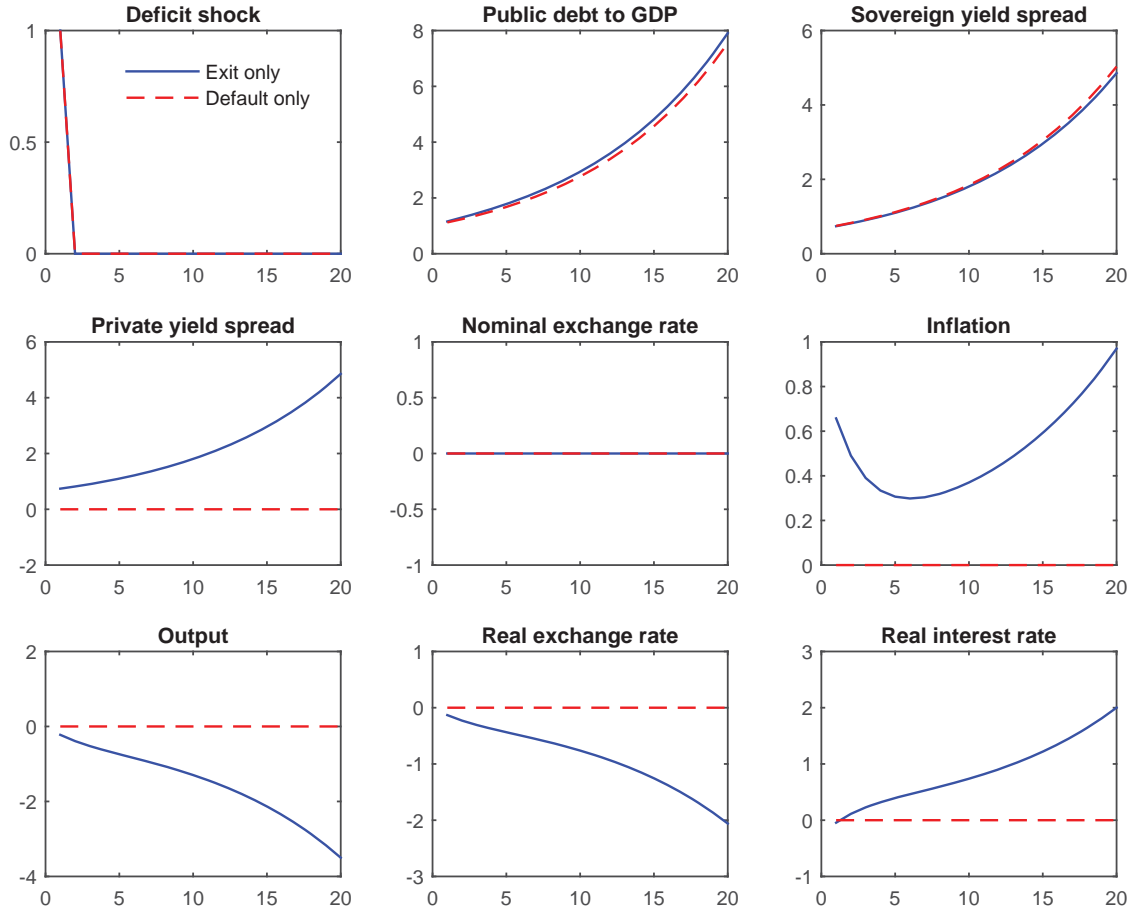 Deficit shock
1
0.5
0
0 5 10 15 20
Exit only
Default only
Public debt to GDP
8
6
4
2
0
0 5 10 15 20
Sovereign yield spread
6
4
2
0
0 5 10 15 20
Private yield spread
6
4
2
0
-2
0 5 10 15 20
Nominal exchange rate
1
0.5
0
-0.5
-1
0 5 10 15 20
Inflation
1
0.8
0.6
0.4
0.2
0
0 5 10 15 20
Output
2
0
-2
-4
0 5 10 15 20
Real exchange rate
1
0
-1
-2
-3
0 5 10 15 20
Real interest rate
3
2
1
0
-1
0 5 10 15 20